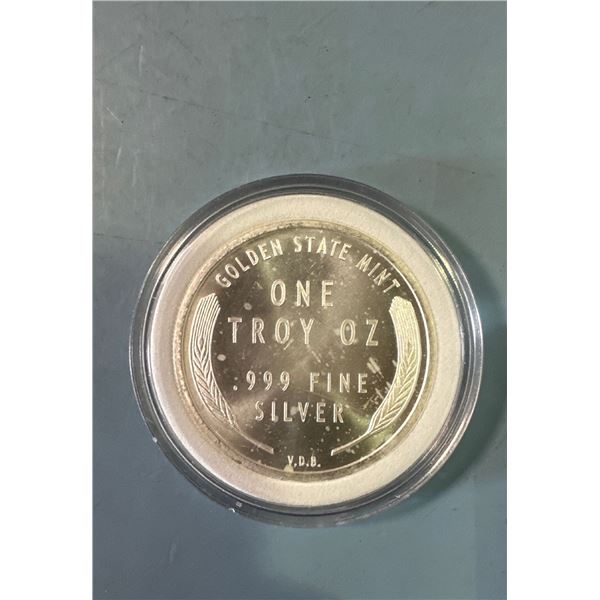 GOLDEN STATE MINT
ONE
TROY OZ
.999 FINE
SILVER
V.D.B.